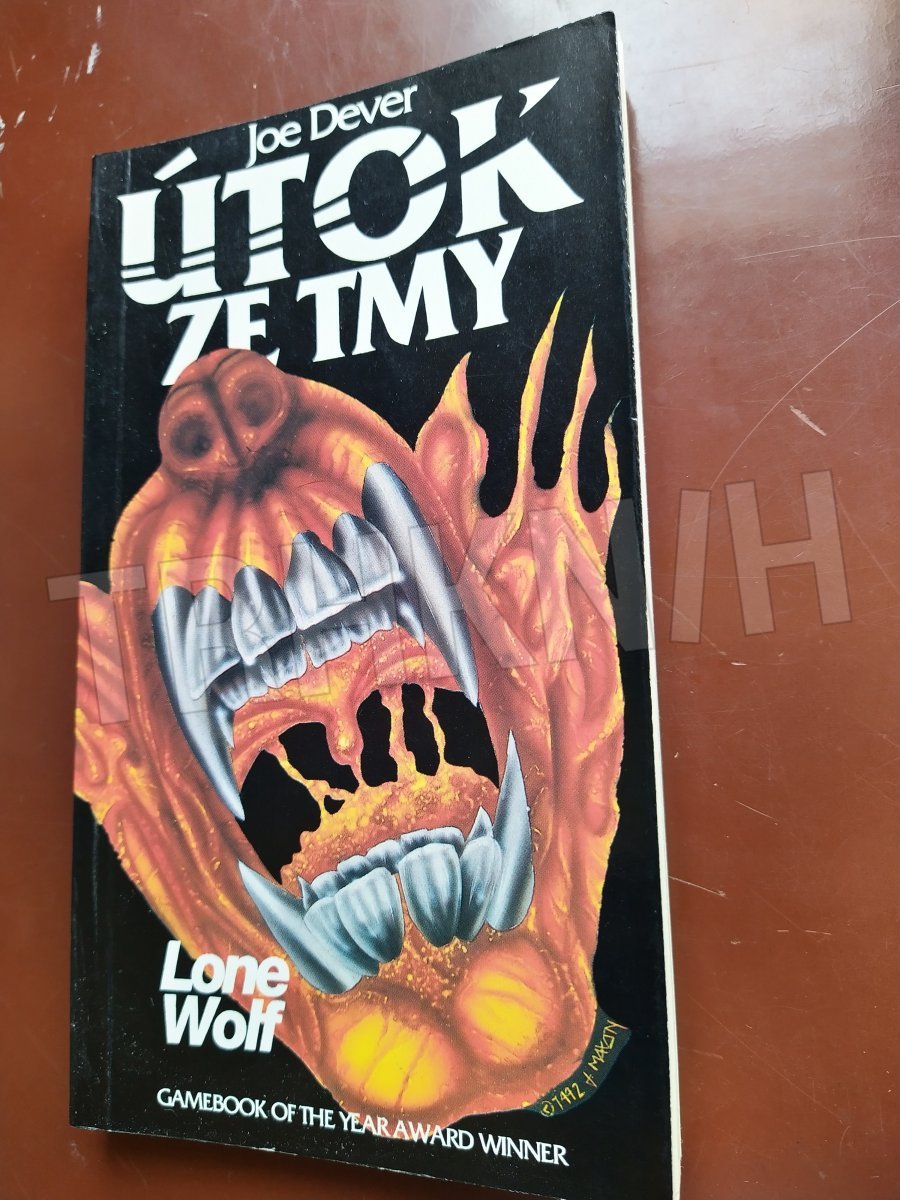 Joe Dever
ÚTOK
ZE TMY
Lone
Wolf
GAMEBOOK OF THE YEAR AWARD WINNER